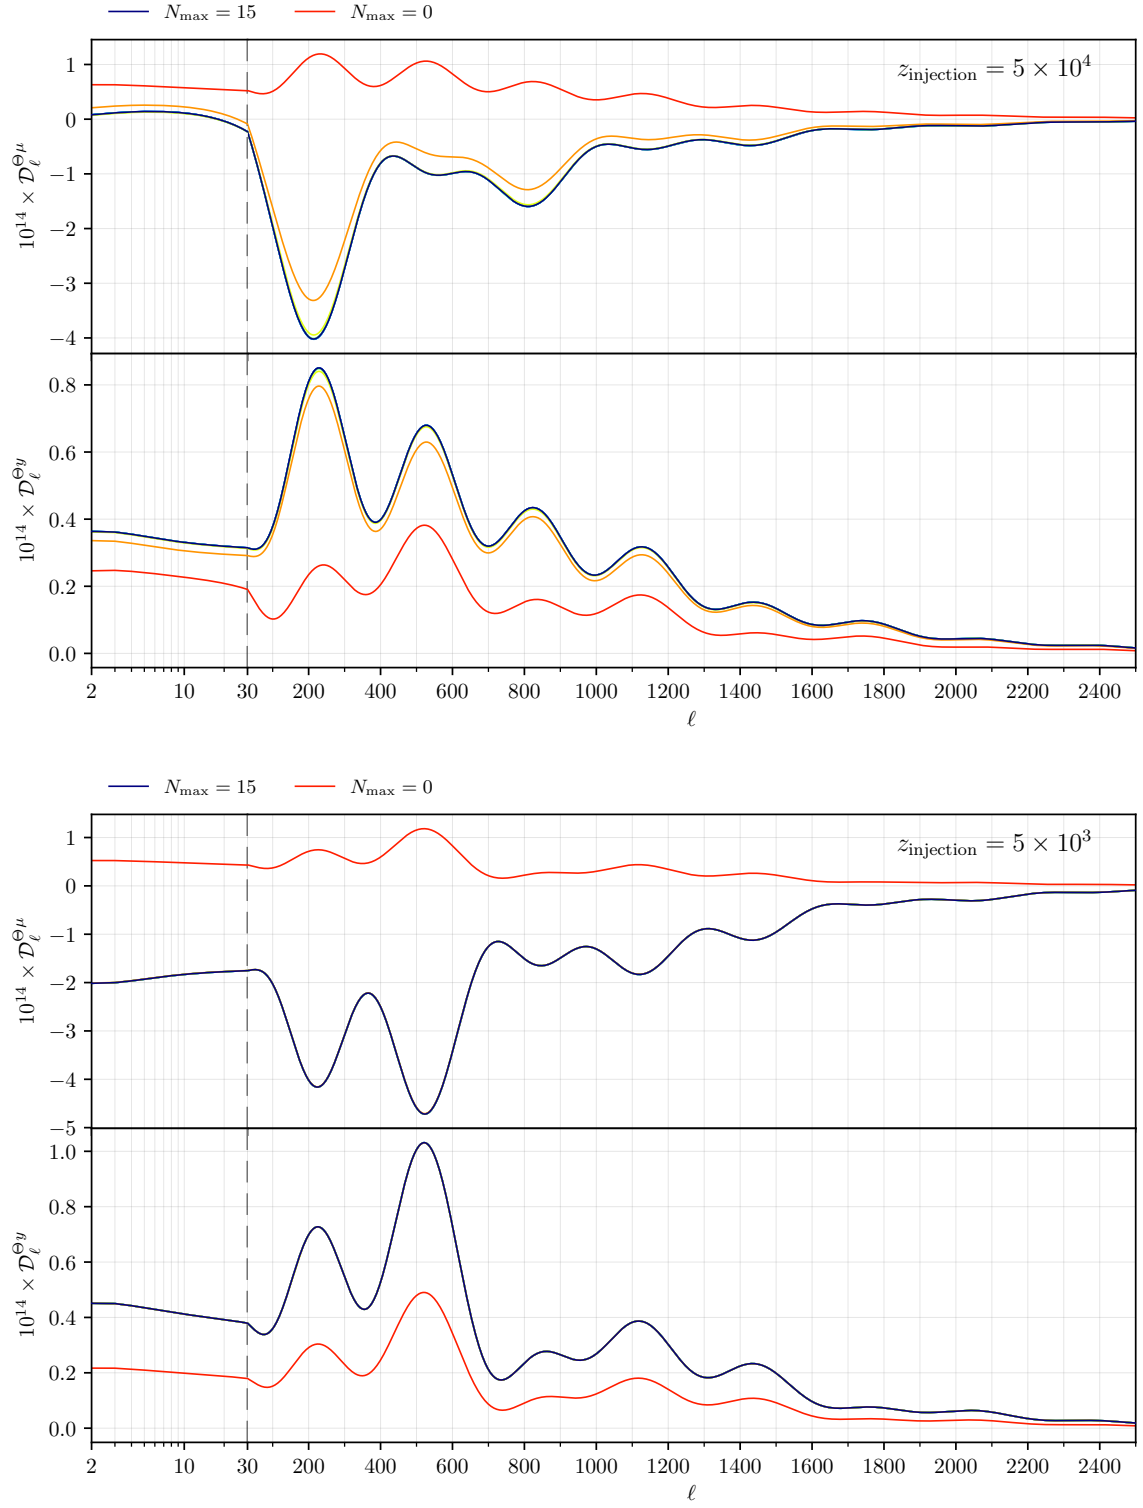 N_max = 15 N_max = 0
z_injection = 5 × 10^4
1
0
−1
−2
−3
−4
10^14 × 𝒟_ℓ^Θμ
0.8
0.6
0.4
0.2
0.0
10^14 × 𝒟_ℓ^Θy
2 10 30 200 400 600 800 1000 1200 1400 1600 1800 2000 2200 2400
ℓ
N_max = 15 N_max = 0
z_injection = 5 × 10^3
1
0
−1
−2
−3
−4
−5
10^14 × 𝒟_ℓ^Θμ
1.0
0.8
0.6
0.4
0.2
0.0
10^14 × 𝒟_ℓ^Θy
2 10 30 200 400 600 800 1000 1200 1400 1600 1800 2000 2200 2400
ℓ